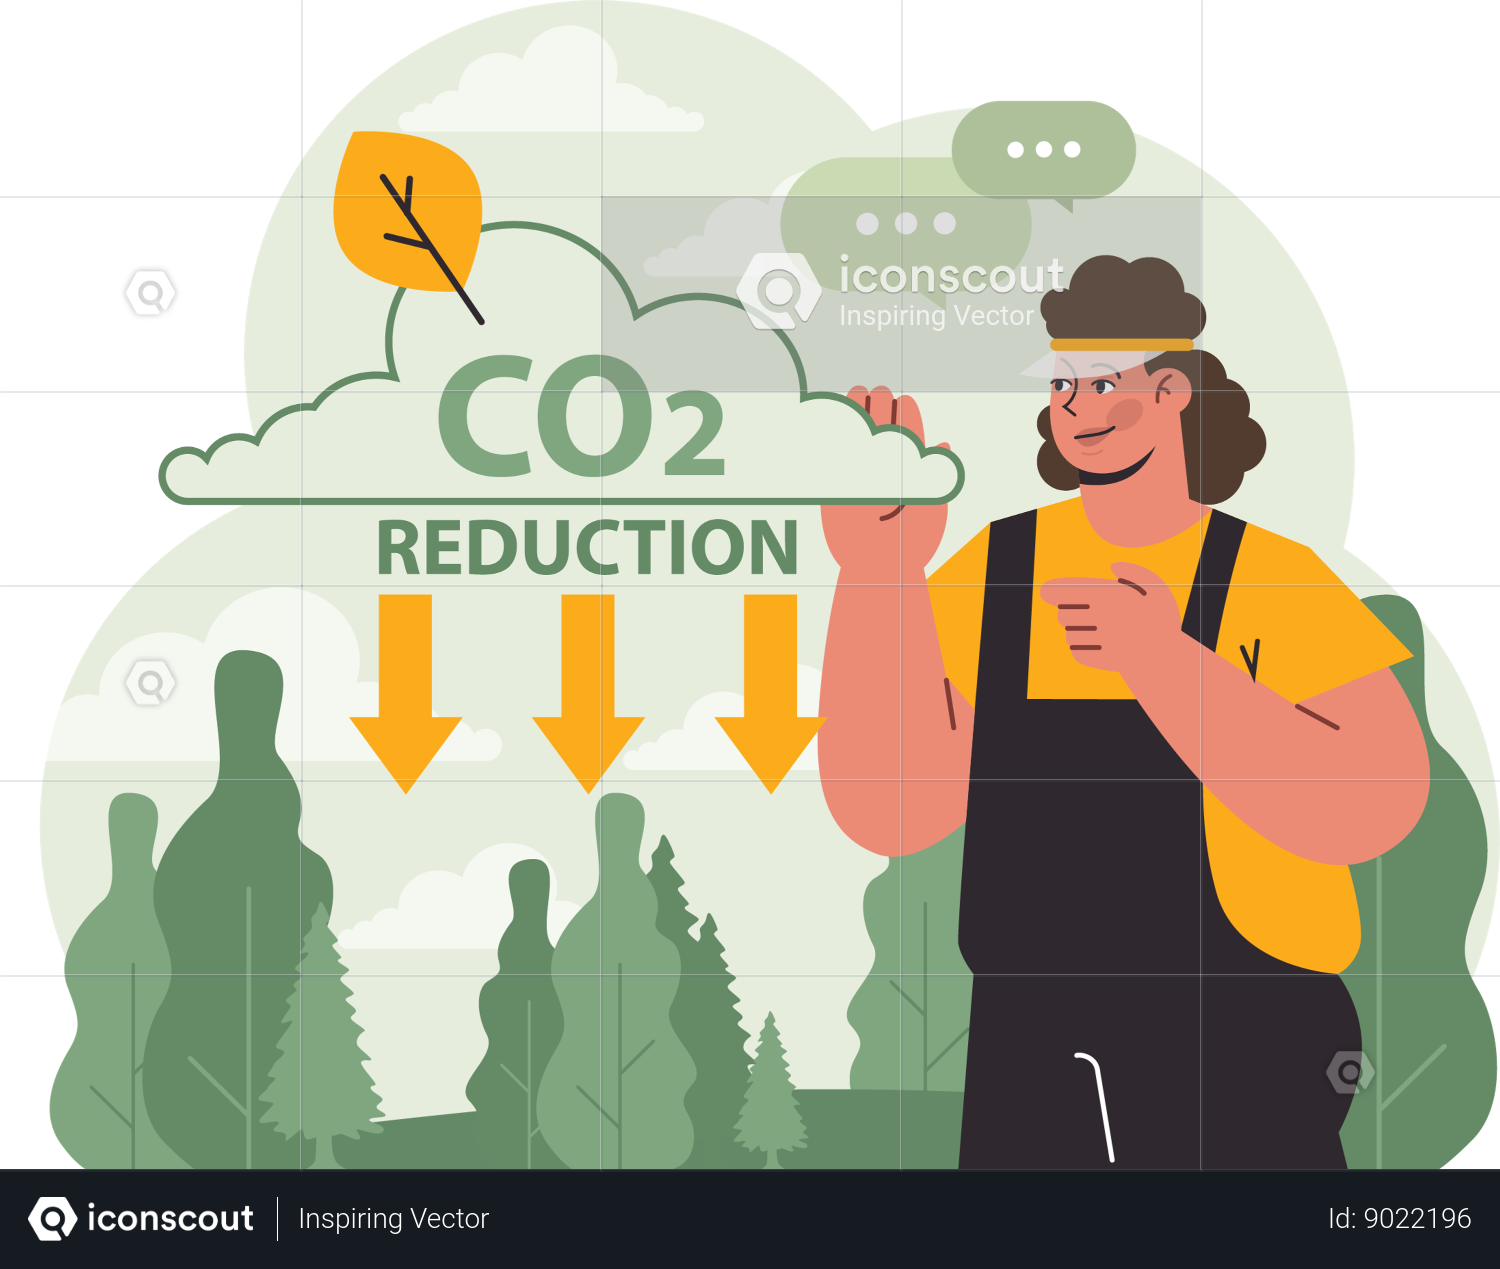 iconscout
Inspiring Vector
CO2
REDUCTION
iconscout
Inspiring Vector
Id: 9022196